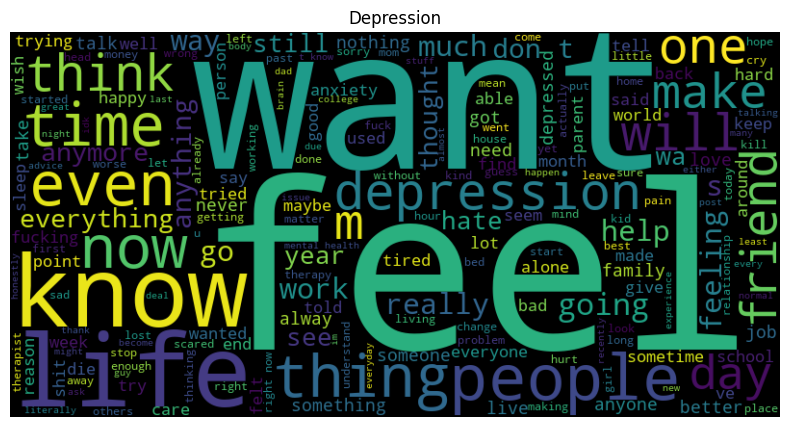 Depression
trying
talk
well
way
still
nothing
much
don
t
tell
one
think
want
make
time
anymore
anything
will
even
everything
depression
friend
now
m
help
feeling
know
feel
go
year
hate
work
really
going
life
thing
people
day
see
alway
tired
alone
family
lot
bad
maybe
never
tried
say
person
happy
wish
take
sleep
fucking
point
anxiety
thought
able
got
need
find
month
used
good
depressed
parent
said
world
keep
back
hard
wa
love
s
around
job
school
sometime
give
made
seem
mind
told
wanted
end
felt
week
reason
shit
die
try
care
someone
everyone
something
live
anyone
better
ve
therapist
stop
enough
away
literally
others
thinking
right
right now
scared
lost
become
thank
might
ask
guy
sad
deal
honestly
first
getting
already
let
worse
advice
night
idk
great
last
started
head
money
left
body
past
sorry
mom
t know
stuff
dad
brain
college
fuck
working
due
done
without
house
almost
went
mean
actually
yet
guess
happen
kind
leave
sure
put
home
little
come
cry
hope
talking
many
kill
either
today
post
pain
kid
best
start
hour
matter
issue
mental health
therapy
bed
living
im
understand
everyday
change
problem
hurt
long
look
recently
girl
experience
relationship
every
least
normal
new
place
making
u